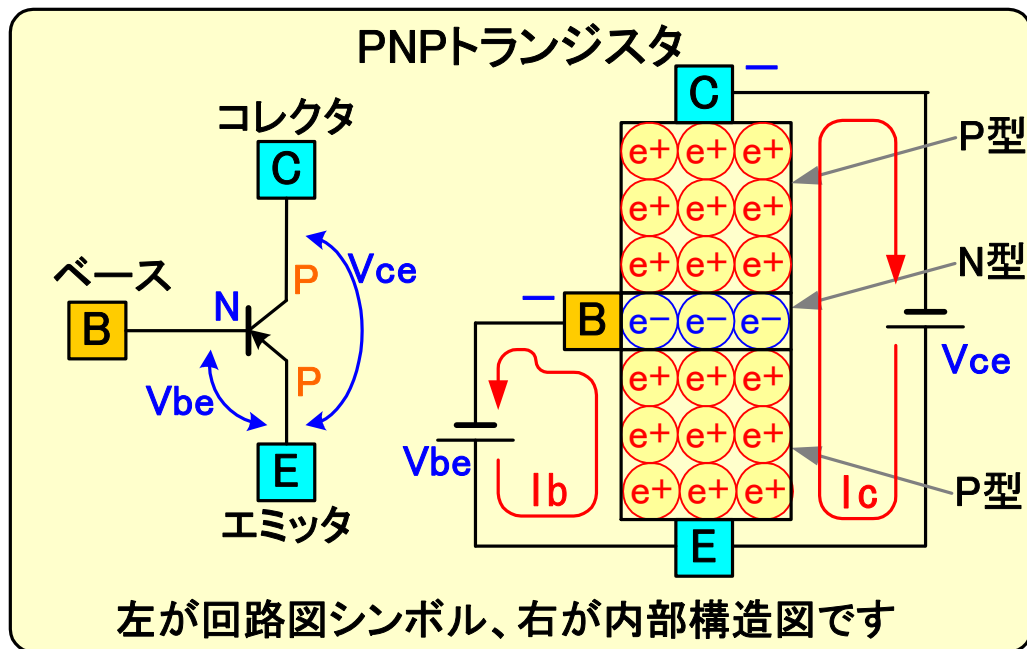 PNPトランジスタ
コレクタ
C
ベース
B
N
P
Vce
P
Vbe
E
エミッタ
C
−
P型
e+ e+ e+
e+ e+ e+
e+ e+ e+
N型
−
B
e− e− e−
e+ e+ e+
e+ e+ e+
e+ e+ e+
P型
Vbe
Ib
Ic
Vce
E
左が回路図シンボル、右が内部構造図です